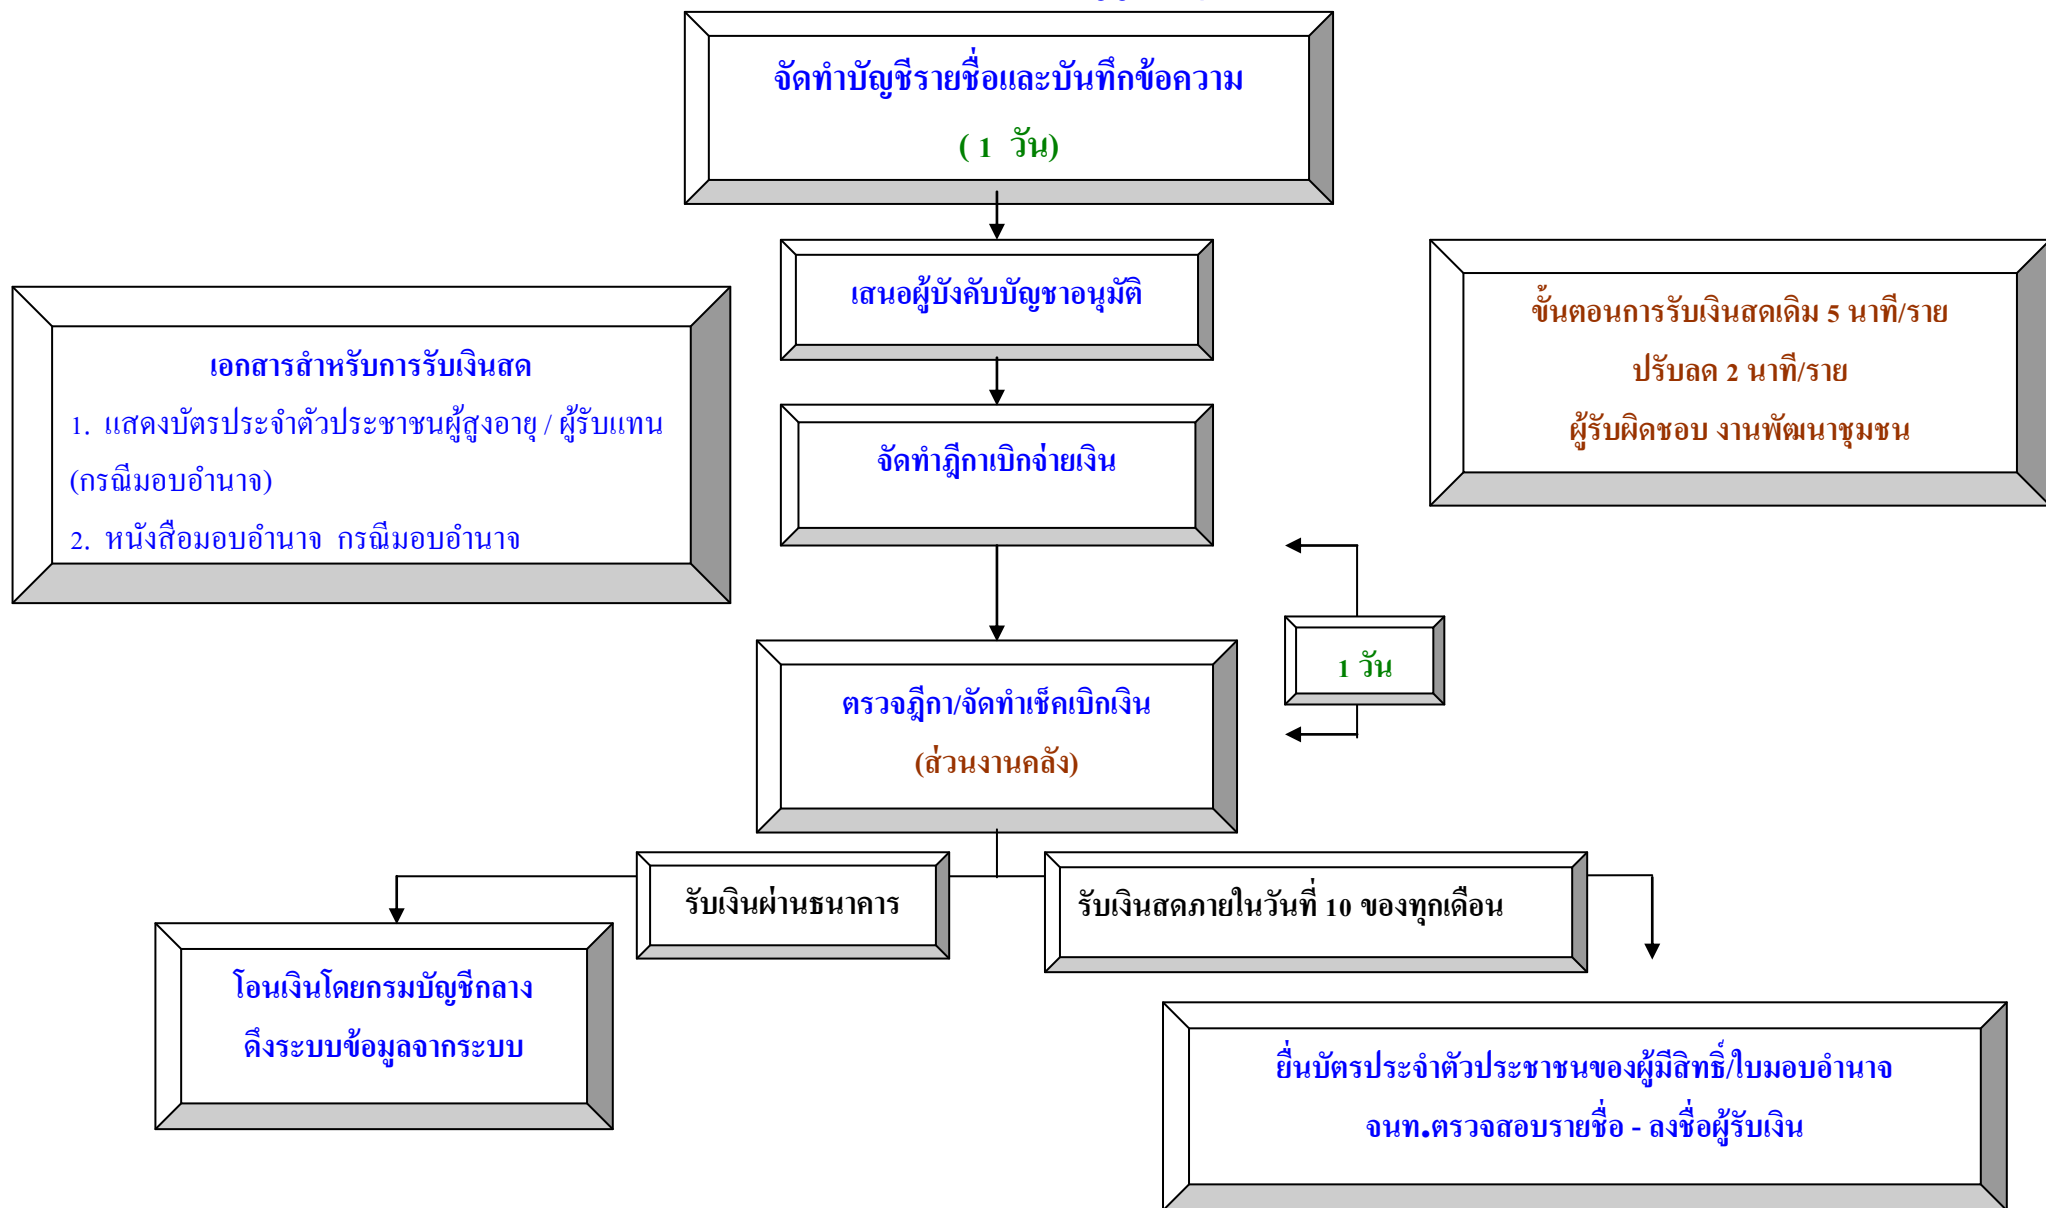 จัดทำบัญชีรายชื่อและบันทึกข้อความ
( 1 วัน)
เสนอผู้บังคับบัญชาอนุมัติ
ขั้นตอนการรับเงินสดเดิม 5 นาที/ราย
ปรับลด 2 นาที/ราย
ผู้รับผิดชอบ งานพัฒนาชุมชน
เอกสารสำหรับการรับเงินสด
1. แสดงบัตรประจำตัวประชาชนผู้สูงอายุ / ผู้รับแทน
(กรณีมอบอำนาจ)
2. หนังสือมอบอำนาจ กรณีมอบอำนาจ
จัดทำฎีกาเบิกจ่ายเงิน
1 วัน
ตรวจฎีกา/จัดทำเช็คเบิกเงิน
(ส่วนงานคลัง)
รับเงินผ่านธนาคาร
รับเงินสดภายในวันที่ 10 ของทุกเดือน
โอนเงินโดยกรมบัญชีกลาง
ดึงระบบข้อมูลจากระบบ
ยื่นบัตรประจำตัวประชาชนของผู้มีสิทธิ์/ใบมอบอำนาจ
จนท.ตรวจสอบรายชื่อ - ลงชื่อผู้รับเงิน